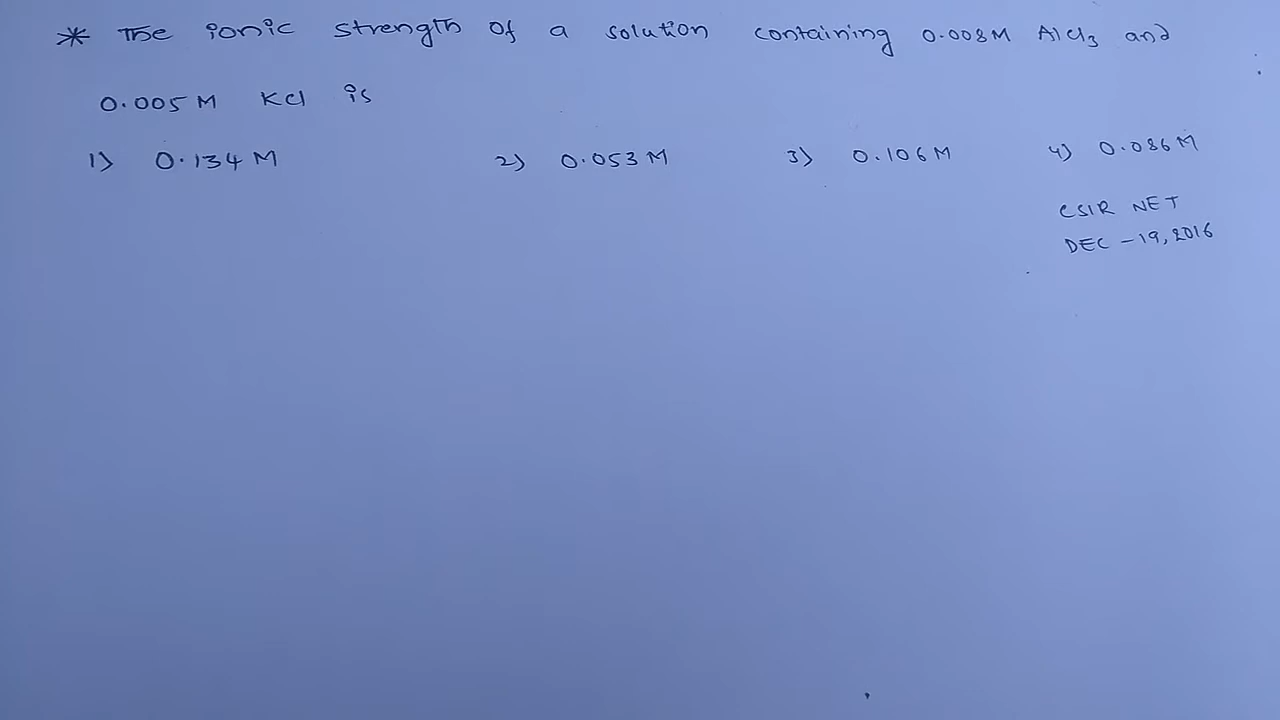 * The ionic strength of a solution containing 0.008M AlCl3 and
0.005 M KCl is
1) 0.134 M 2) 0.053 M 3) 0.106 M 4) 0.086 M
CSIR NET
DEC - 19, 2016